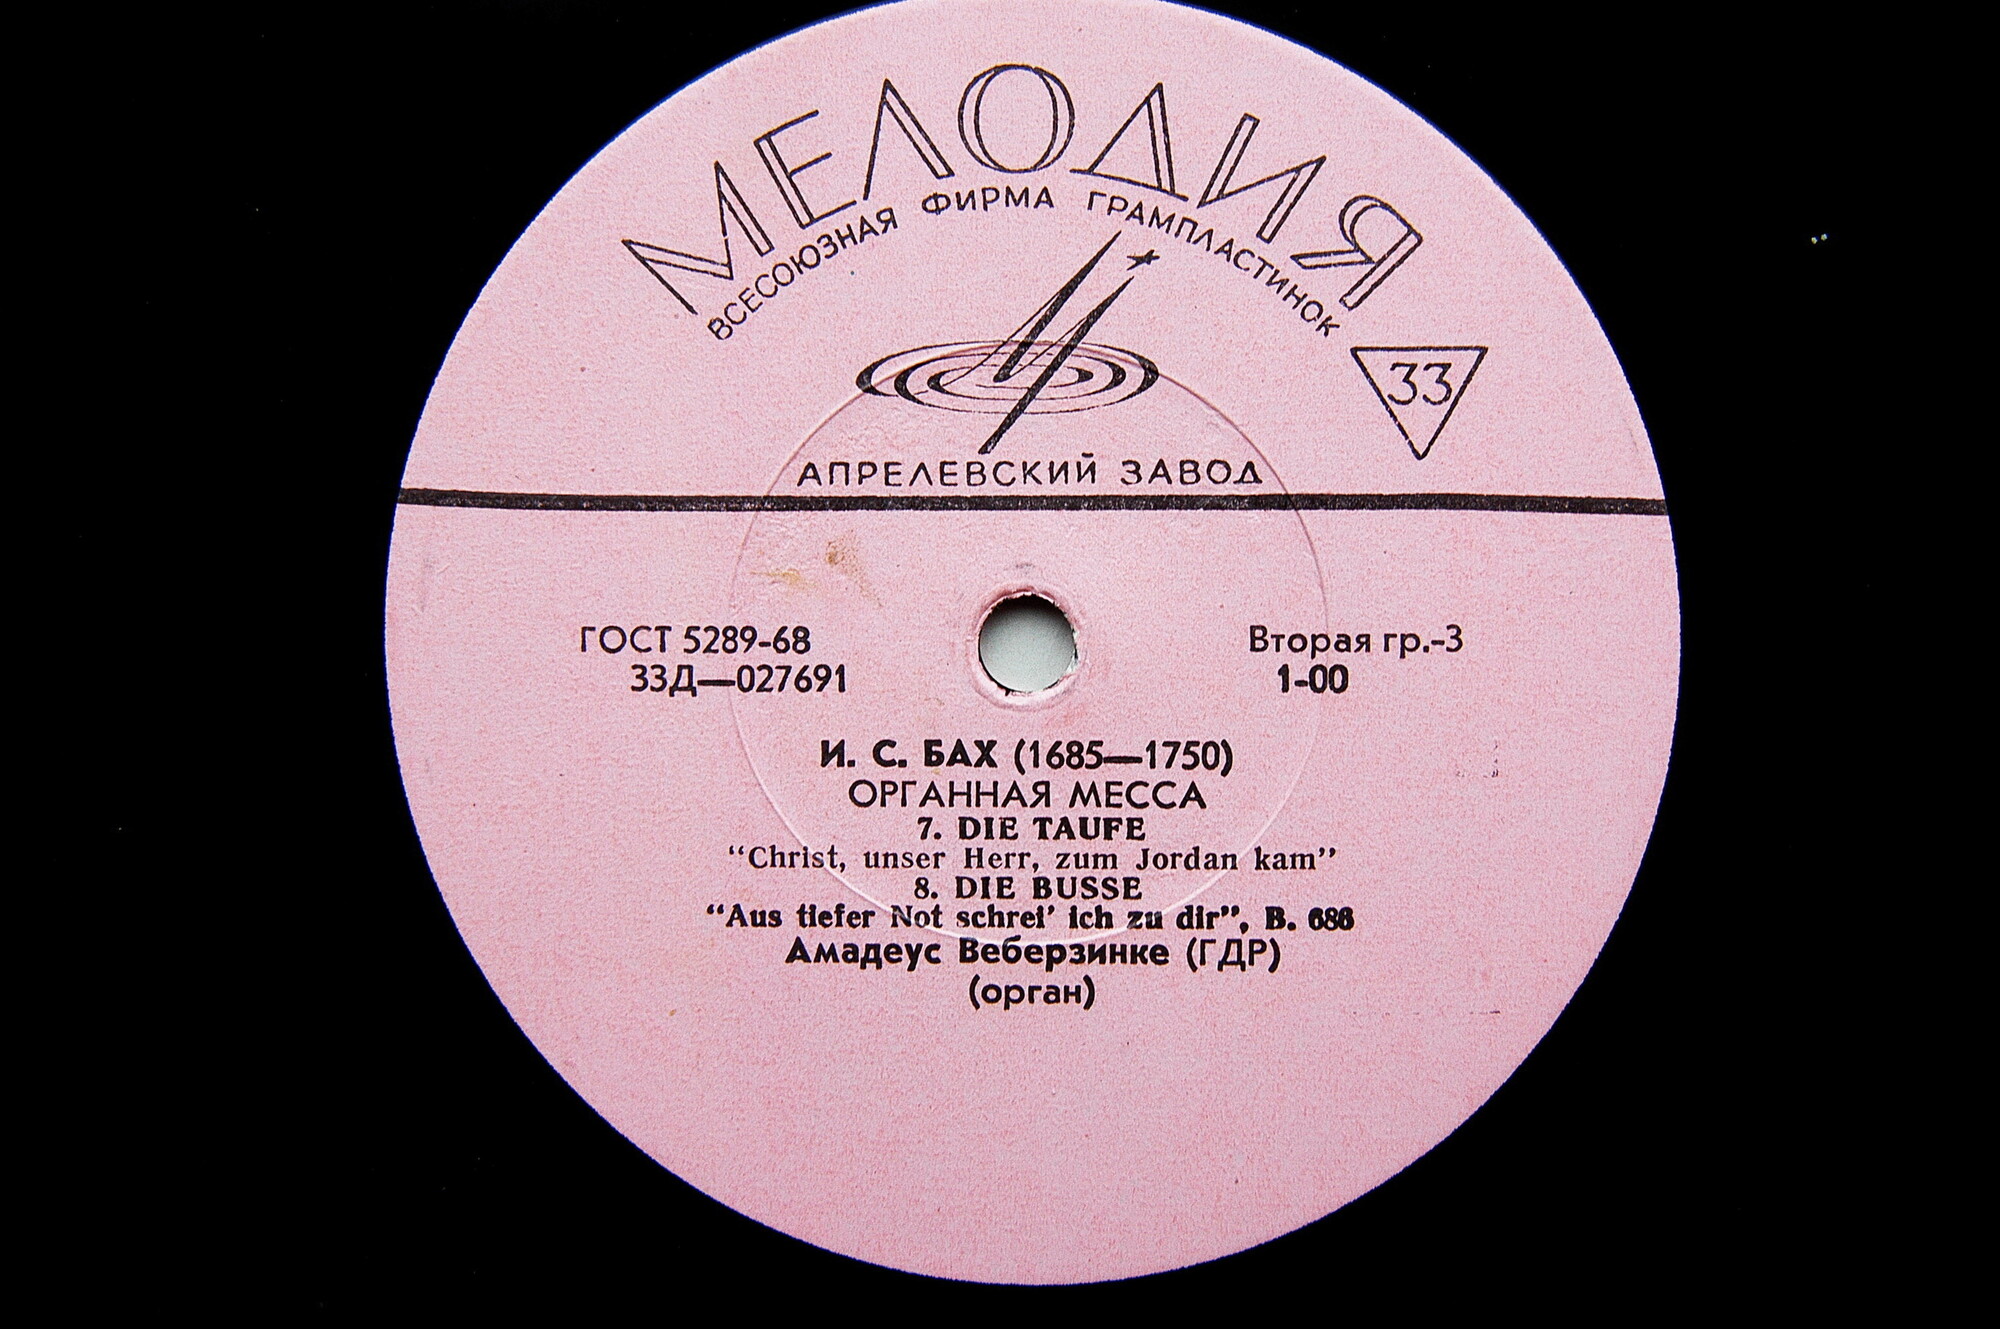 МЕЛОДИЯ
ВСЕСОЮЗНАЯ ФИРМА ГРАМПЛАСТИНОК
33
АПРЕЛЕВСКИЙ ЗАВОД
ГОСТ 5289-68
33Д—027691
Вторая гр.-3
1-00
И. С. БАХ (1685—1750)
ОРГАННАЯ МЕССА
7. DIE TAUFE
“Christ, unser Herr, zum Jordan kam”
8. DIE BUSSE
“Aus tiefer Not schrei’ ich zu dir”, B. 686
Амадеус Веберзинке (ГДР)
(орган)